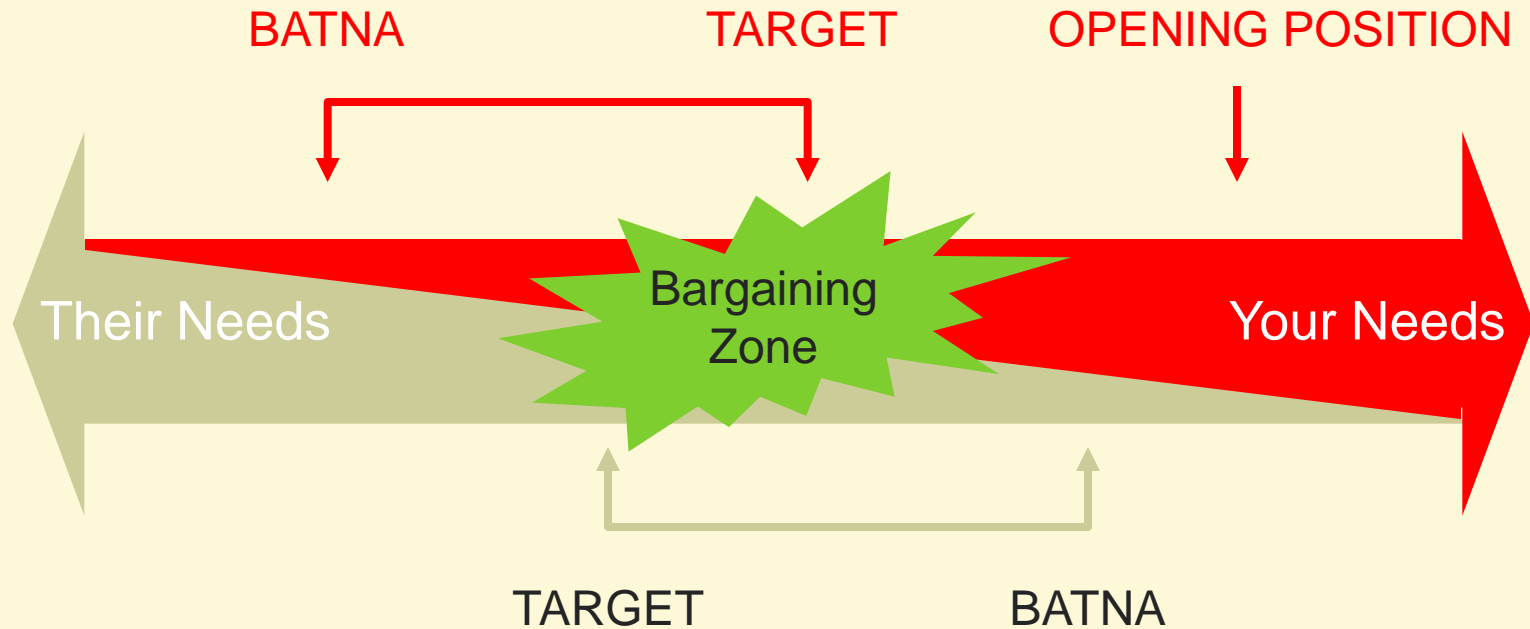 BATNA
TARGET
OPENING POSITION
Their Needs
Bargaining
Zone
Your Needs
TARGET
BATNA